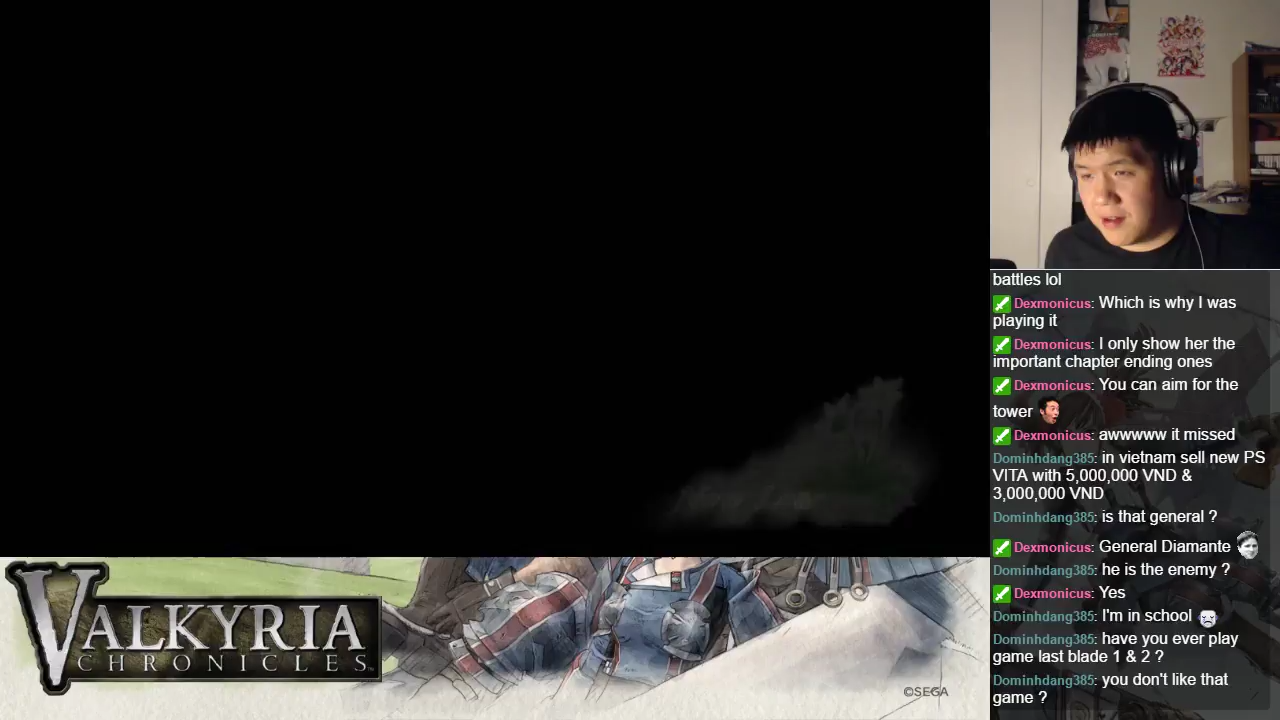 battles lol
Dexmonicus: Which is why I was
playing it
Dexmonicus: I only show her the
important chapter ending ones
Dexmonicus: You can aim for the
tower
Dexmonicus: awwwww it missed
Dominhdang385: in vietnam sell new PS
VITA with 5,000,000 VND &
3,000,000 VND
Dominhdang385: is that general ?
Dexmonicus: General Diamante
Dominhdang385: he is the enemy ?
Dexmonicus: Yes
Dominhdang385: I'm in school
Dominhdang385: have you ever play
game last blade 1 & 2 ?
Dominhdang385: you don't like that
game ?
VALKYRIA
CHRONICLES™
©SEGA